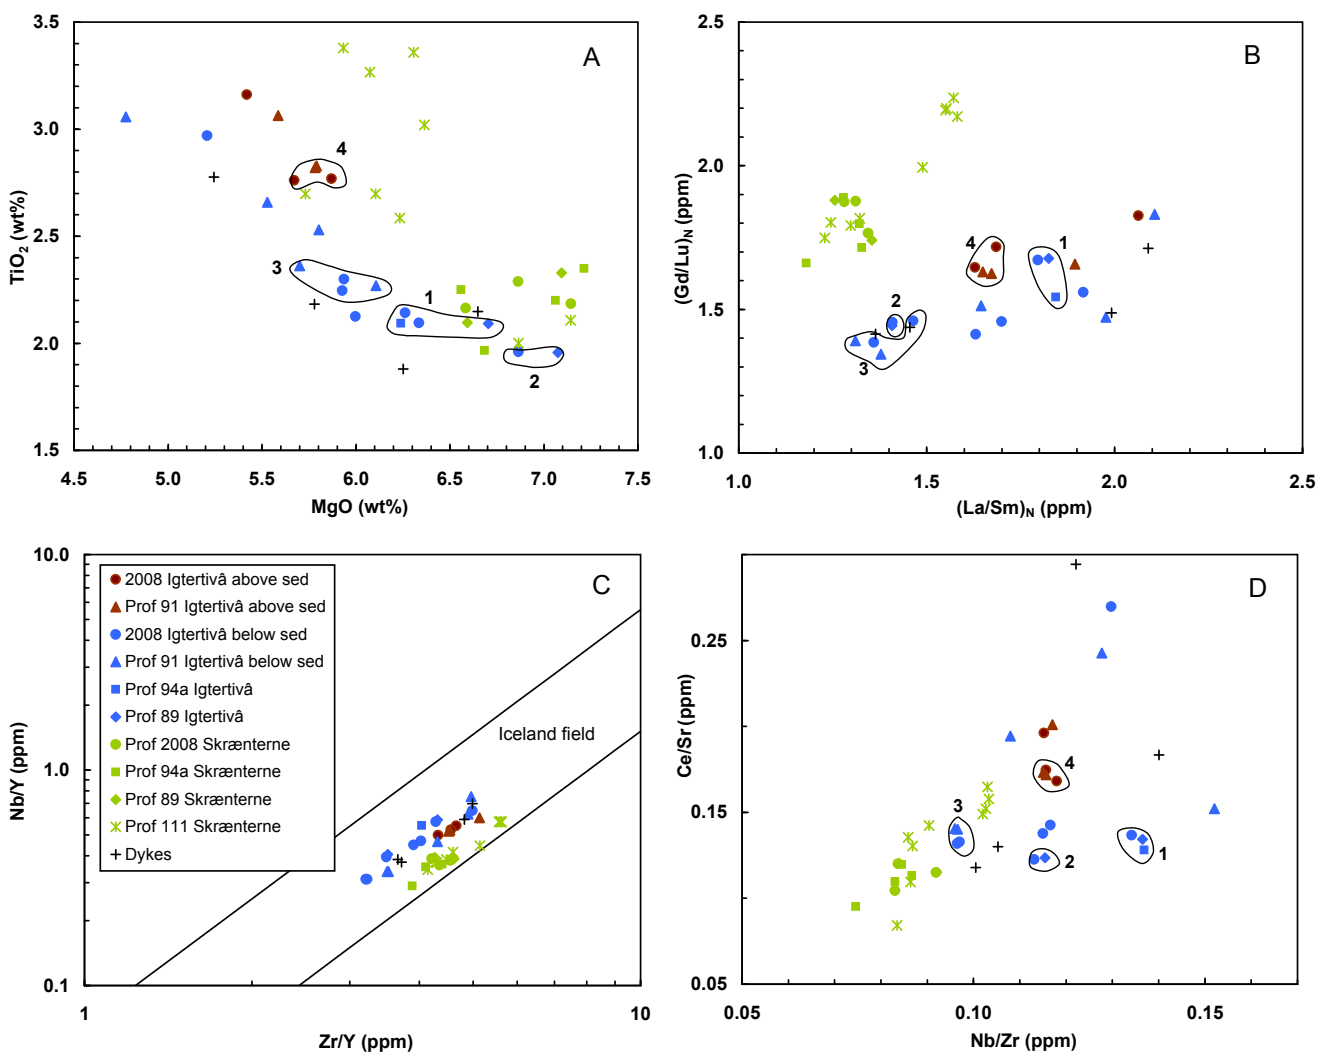 A
3.5
3.0
2.5
2.0
1.5
TiO2 (wt%)
4.5 5.0 5.5 6.0 6.5 7.0 7.5
MgO (wt%)
4
3
1
2
B
2.5
2.0
1.5
1.0
(Gd/Lu)N (ppm)
1.0 1.5 2.0 2.5
(La/Sm)N (ppm)
4
1
2
3
C
10.0
1.0
0.1
Nb/Y (ppm)
1 10
Zr/Y (ppm)
2008 Igtertivâ above sed
Prof 91 Igtertivâ above sed
2008 Igtertivâ below sed
Prof 91 Igtertivâ below sed
Prof 94a Igtertivâ
Prof 89 Igtertivâ
Prof 2008 Skrænterne
Prof 94a Skrænterne
Prof 89 Skrænterne
Prof 111 Skrænterne
Dykes
Iceland field
D
0.25
0.15
0.05
Ce/Sr (ppm)
0.05 0.10 0.15
Nb/Zr (ppm)
4
3
2
1